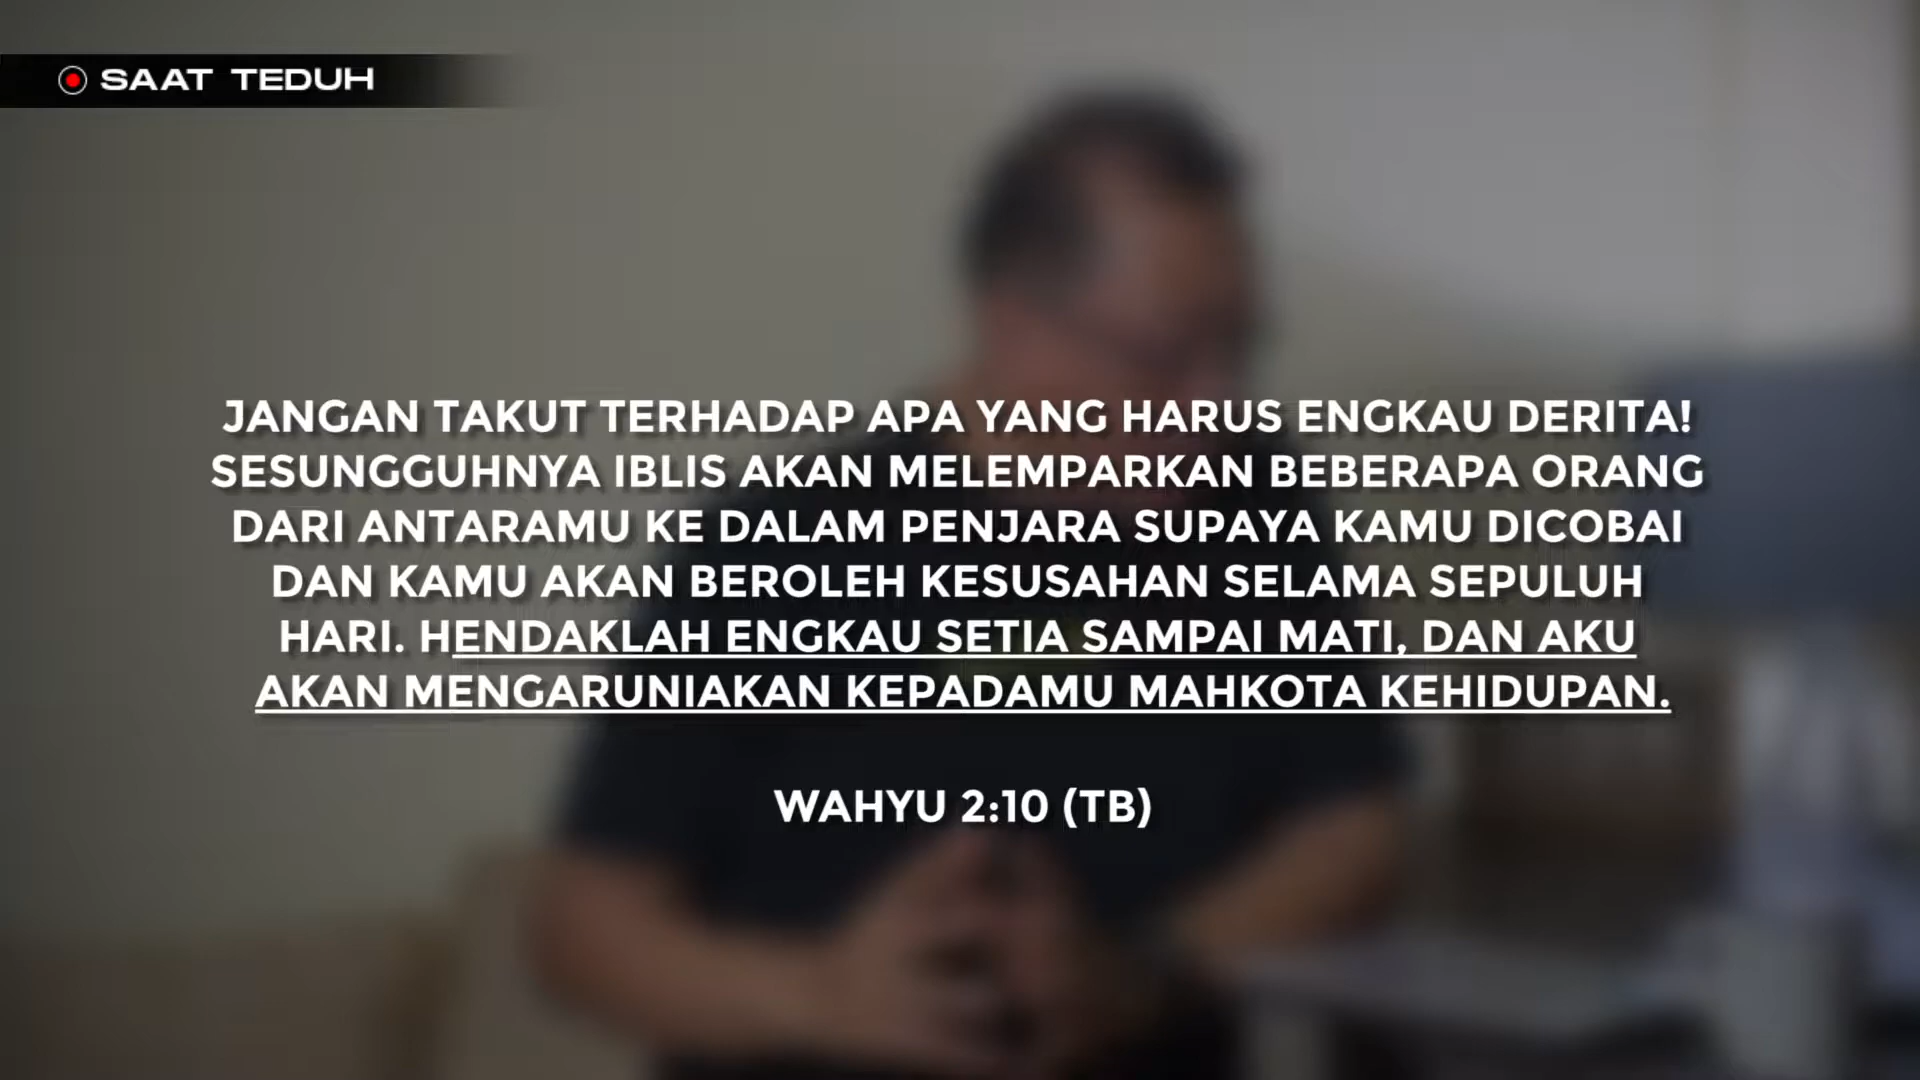 SAAT TEDUH
JANGAN TAKUT TERHADAP APA YANG HARUS ENGKAU DERITA!
SESUNGGUHNYA IBLIS AKAN MELEMPARKAN BEBERAPA ORANG
DARI ANTARAMU KE DALAM PENJARA SUPAYA KAMU DICOBAI
DAN KAMU AKAN BEROLEH KESUSAHAN SELAMA SEPULUH
HARI. HENDAKLAH ENGKAU SETIA SAMPAI MATI, DAN AKU
AKAN MENGARUNIAKAN KEPADAMU MAHKOTA KEHIDUPAN.
WAHYU 2:10 (TB)